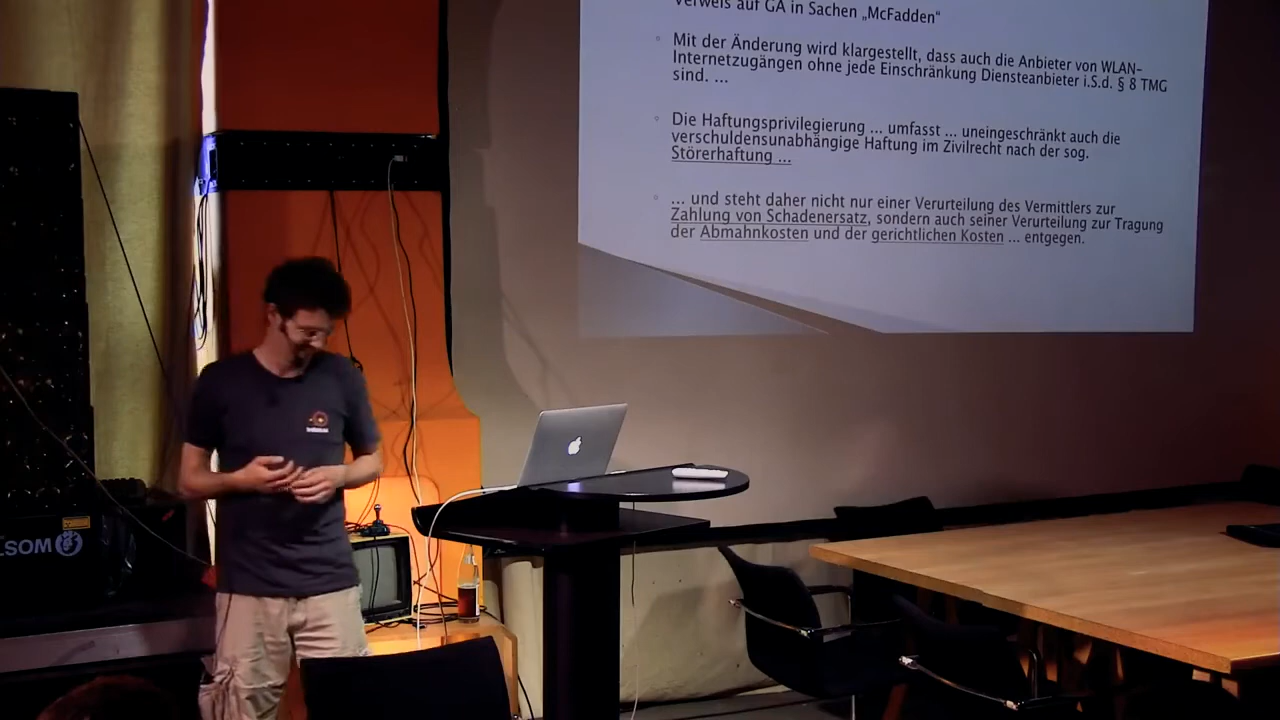 Verweis auf GA in Sachen „McFadden“
Mit der Änderung wird klargestellt, dass auch die Anbieter von WLAN-
Internetzugängen ohne jede Einschränkung Diensteanbieter i.S.d. § 8 TMG
sind. ...
Die Haftungsprivilegierung ... umfasst ... uneingeschränkt auch die
verschuldensunabhängige Haftung im Zivilrecht nach der sog.
Störerhaftung ...
... und steht daher nicht nur einer Verurteilung des Vermittlers zur
Zahlung von Schadenersatz, sondern auch seiner Verurteilung zur Tragung
der Abmahnkosten und der gerichtlichen Kosten ... entgegen.
LSOM